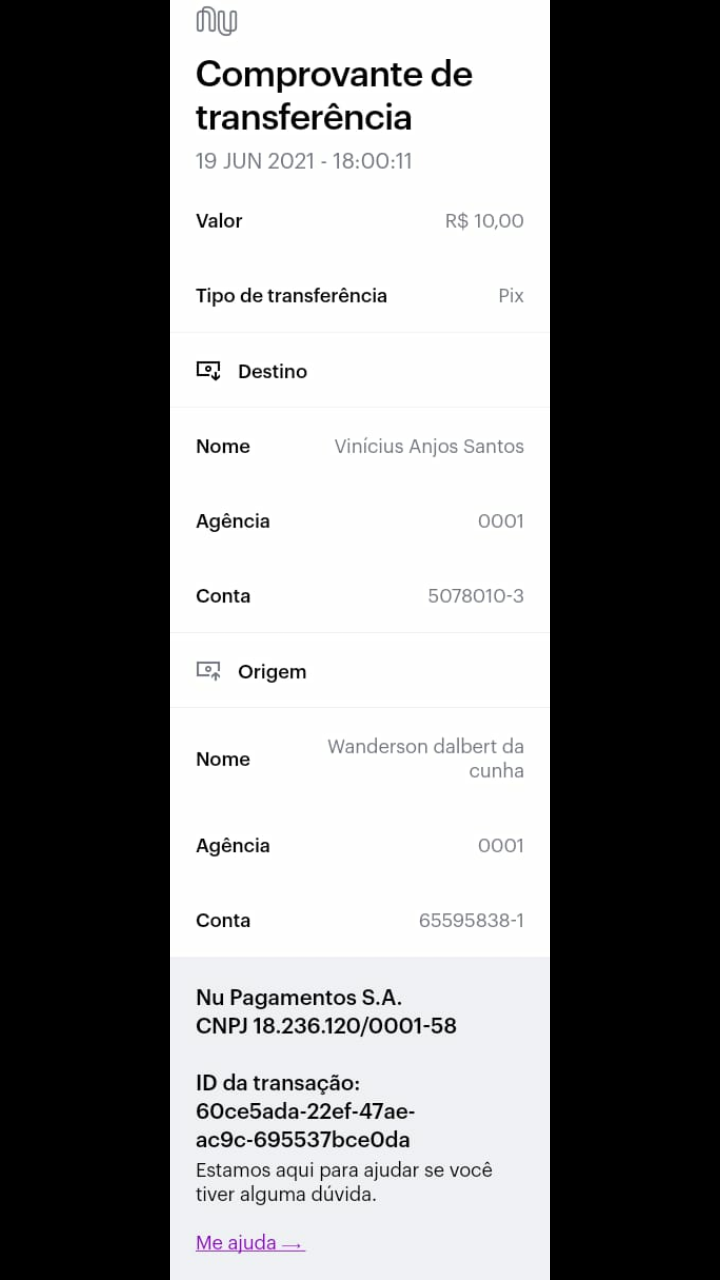 nu
Comprovante de
transferência
19 JUN 2021 - 18:00:11
Valor R$ 10,00
Tipo de transferência Pix
Destino
Nome Vinícius Anjos Santos
Agência 0001
Conta 5078010-3
Origem
Nome Wanderson dalbert da
cunha
Agência 0001
Conta 65595838-1
Nu Pagamentos S.A.
CNPJ 18.236.120/0001-58
ID da transação:
60ce5ada-22ef-47ae-
ac9c-695537bce0da
Estamos aqui para ajudar se você
tiver alguma dúvida.
Me ajuda →